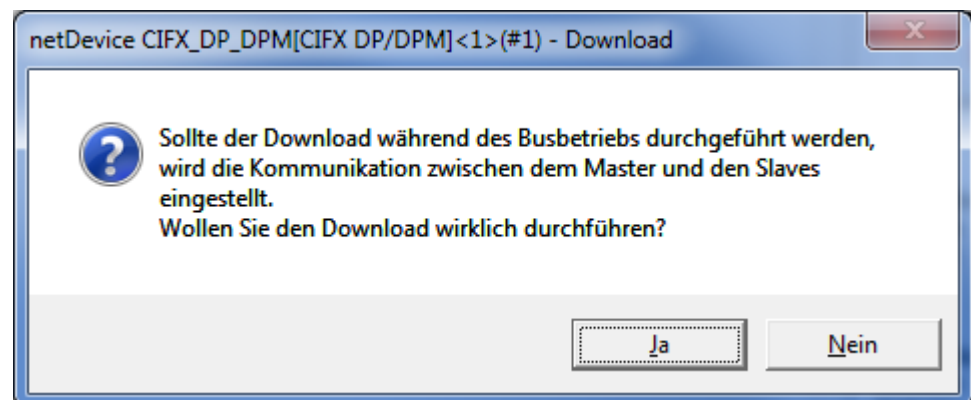 netDevice CIFX_DP_DPM[CIFX DP/DPM]<1>(#1) - Download
Sollte der Download während des Busbetriebs durchgeführt werden,
wird die Kommunikation zwischen dem Master und den Slaves
eingestellt.
Wollen Sie den Download wirklich durchführen?
Ja
Nein